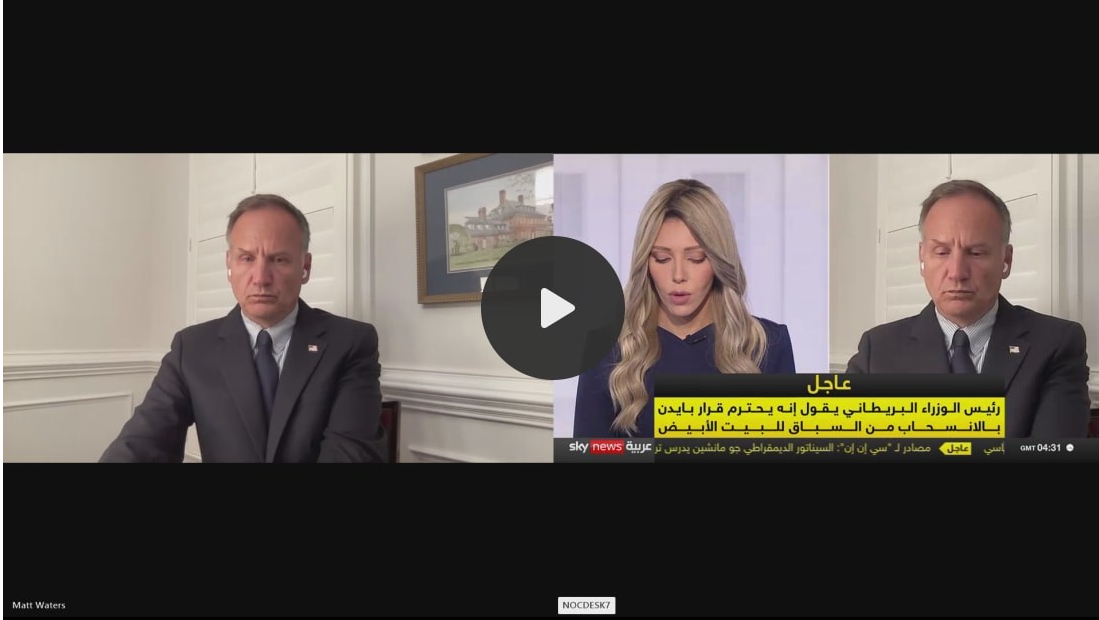 عاجل
رئيس الوزراء البريطاني يقول إنه يحترم قرار بايدن
بالانسحاب من السباق للبيت الأبيض
sky news عربية
اسي عاجل مصادر لـ "سي إن إن": السيناتور الديمقراطي جو مانشين يدرس تر
GMT 04:31
Matt Waters
NOCDESK7